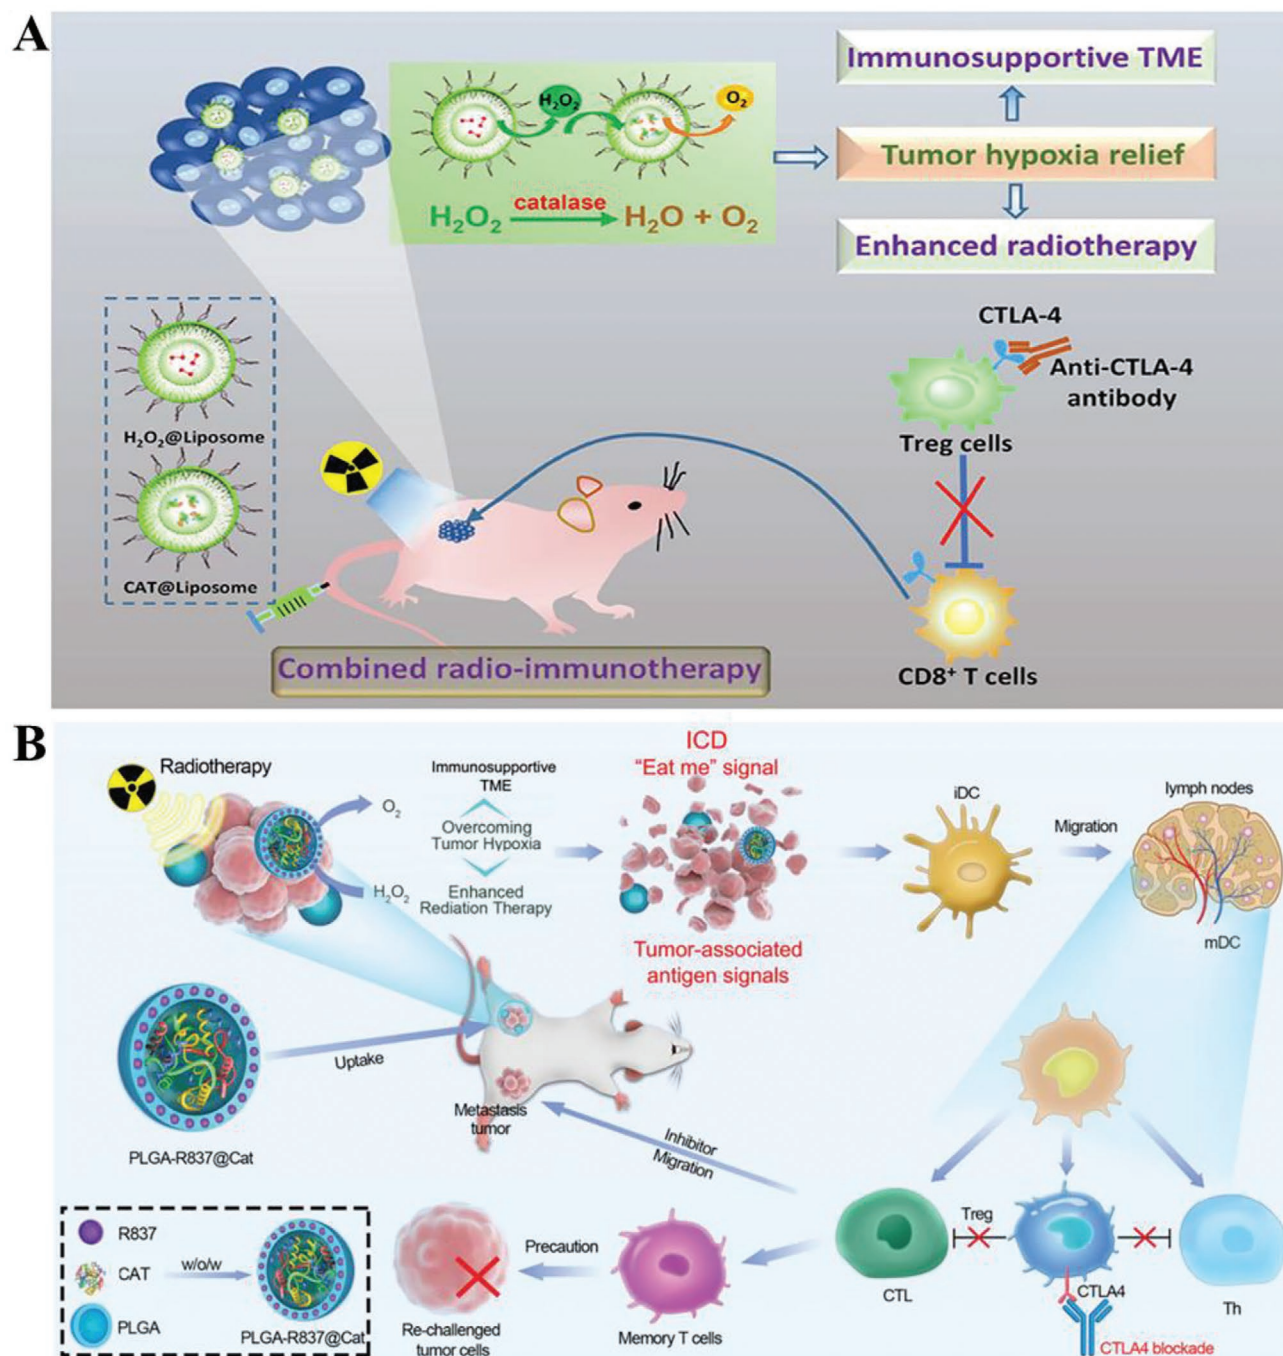 A
H₂O₂
O₂
H₂O₂ catalase H₂O + O₂
Immunosupportive TME
Tumor hypoxia relief
Enhanced radiotherapy
H₂O₂@Liposome
CAT@Liposome
CTLA-4
Anti-CTLA-4
antibody
Treg cells
CD8⁺ T cells
Combined radio-immunotherapy
B
Radiotherapy
O₂
H₂O₂
Immunosupportive
TME
Overcoming
Tumor Hypoxia
Enhanced
Rediation Therapy
ICD
“Eat me” signal
Tumor-associated
antigen signals
iDC
Migration
lymph nodes
mDC
Uptake
PLGA-R837@Cat
Metastasis
tumor
Inhibitor
Migration
CTL
Treg
CTLA4
Th
CTLA4 blockade
Memory T cells
Precaution
Re-challenged
tumor cells
R837
CAT
PLGA
w/o/w
PLGA-R837@Cat